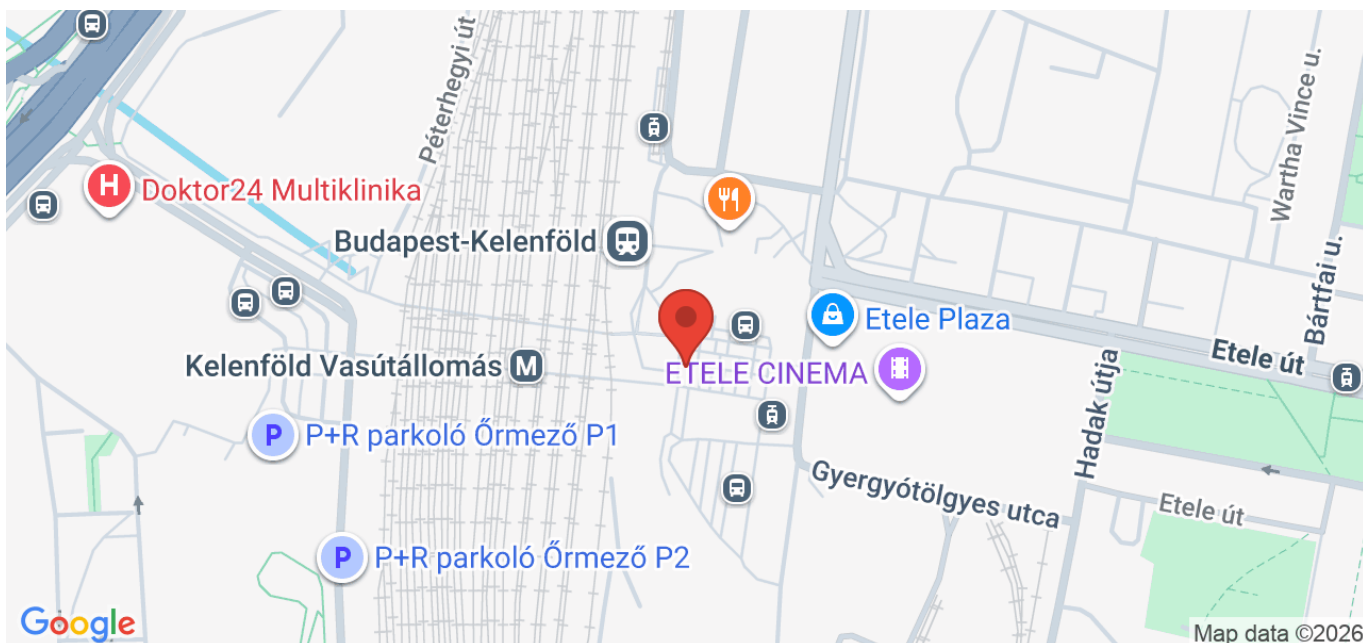 Péterhegyi út
Wartha Vince u.
Doktor24 Multiklinika
H
Budapest-Kelenföld
Bártfai u.
Etele Plaza
Etele út
Kelenföld Vasútállomás
M
ETELE CINEMA
Hadak útja
P
P+R parkoló Őrmező P1
Gyergyótölgyes utca
Etele út
P
P+R parkoló Őrmező P2
Google
Map data ©2026